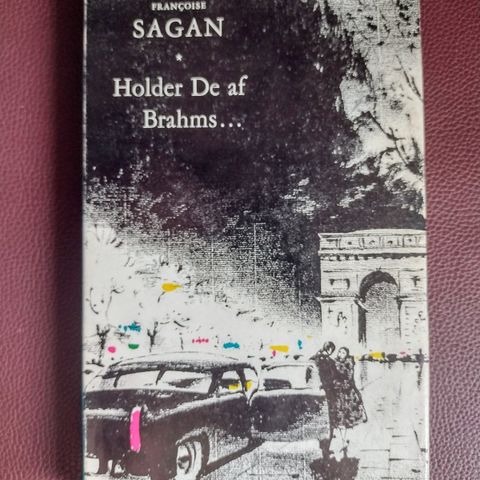 FRANÇOISE
SAGAN
*
Holder De af
Brahms...